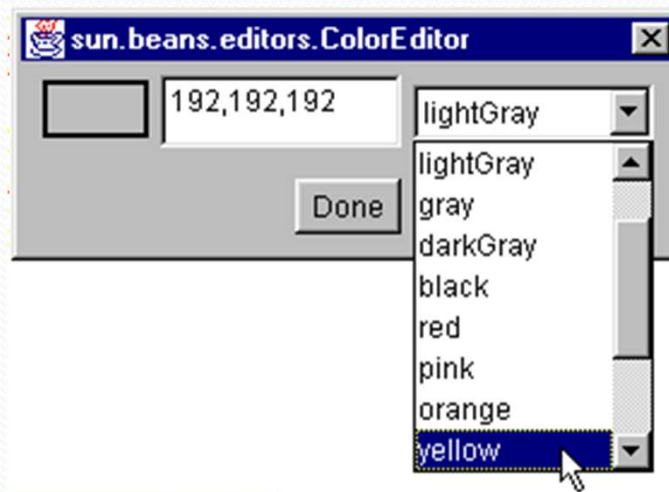 sun.beans.editors.ColorEditor
192,192,192
lightGray
Done
lightGray
gray
darkGray
black
red
pink
orange
yellow